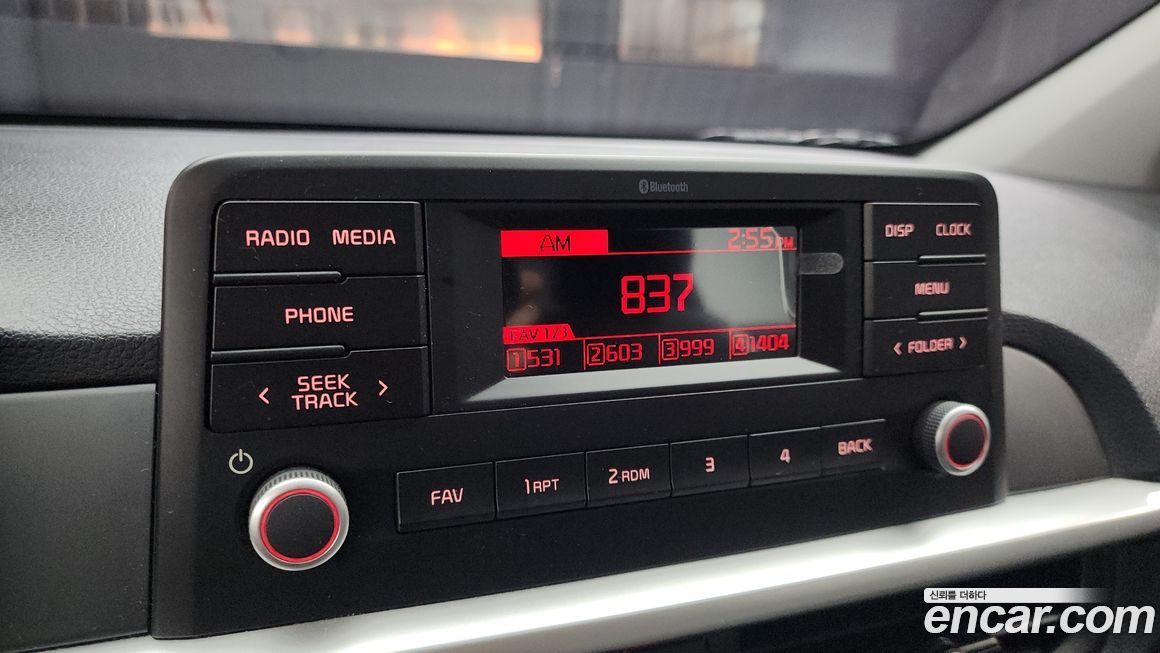 Bluetooth
RADIO MEDIA
PHONE
< SEEK TRACK >
AM 2:55 PM
837
FAV 1/3
1 531 2 603 3 999 4 1404
DISP CLOCK
MENU
< FOLDER >
FAV 1 RPT 2 RDM 3 4 BACK
신뢰를 더하다
encar.com